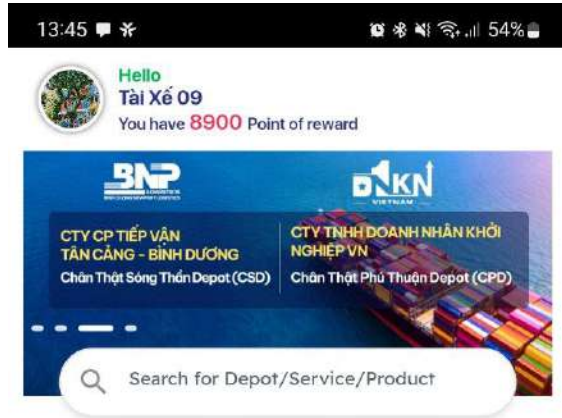 13:45 54%
Hello
Tài Xế 09
You have 8900 Point of reward
BNP
DNKN
VIETNAM
CTY CP TIẾP VẬN
TÂN CẢNG - BÌNH DƯƠNG
Chân Thật Sóng Thần Depot (CSD)
CTY TNHH DOANH NHÂN KHỞI
NGHIỆP VN
Chân Thật Phú Thuận Depot (CPD)
Search for Depot/Service/Product